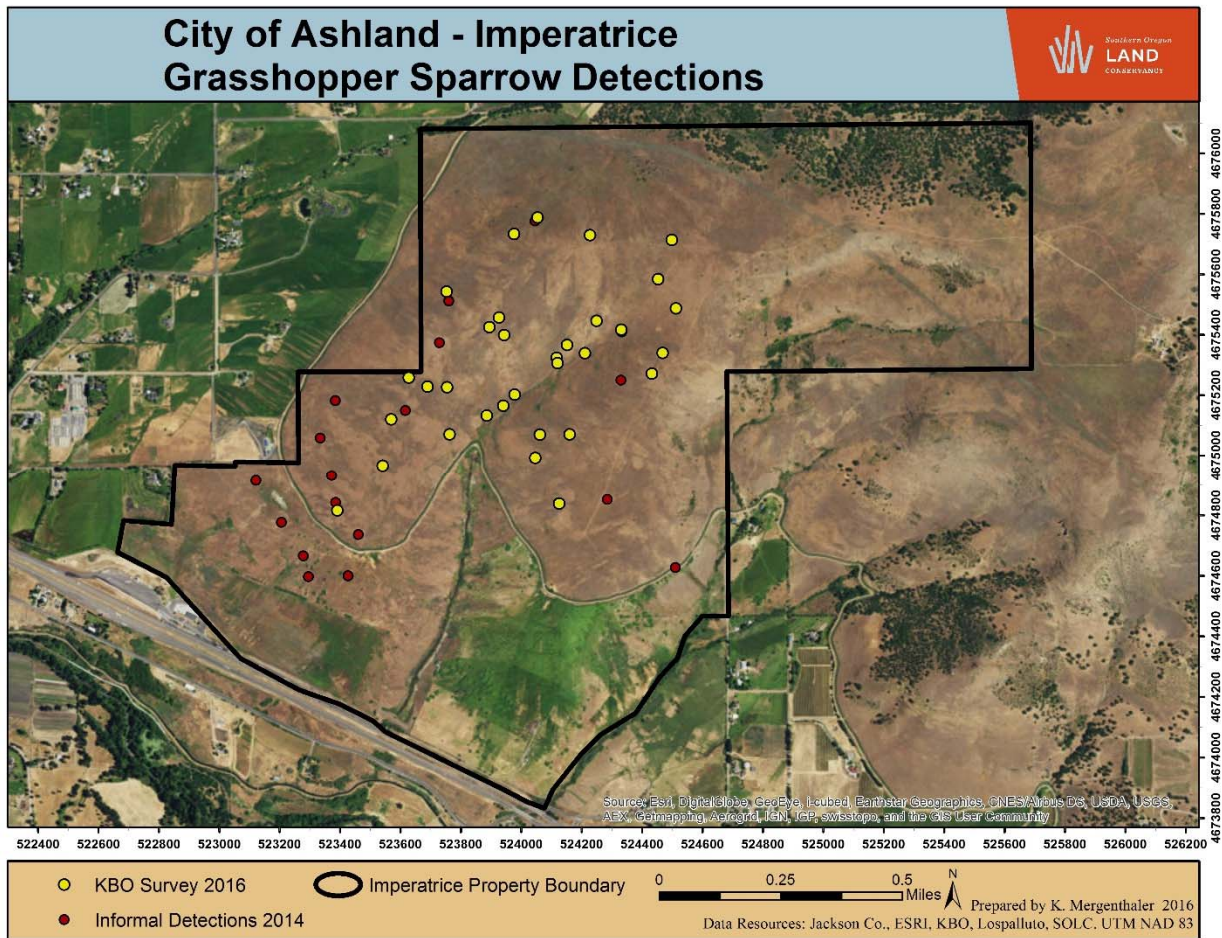 City of Ashland - Imperatrice
Grasshopper Sparrow Detections
Southern Oregon
LAND
CONSERVANCY
4676000
4675800
4675600
4675400
4675200
4675000
4674800
4674600
4674400
4674200
4674000
4673800
Source: Esri, DigitalGlobe, GeoEye, i-cubed, Earthstar Geographics, CNES/Airbus DS, USDA, USGS,
AEX, Getmapping, Aerogrid, IGN, IGP, swisstopo, and the GIS User Community
522400 522600 522800 523000 523200 523400 523600 523800 524000 524200 524400 524600 524800 525000 525200 525400 525600 525800 526000 526200
KBO Survey 2016
Imperatrice Property Boundary
Informal Detections 2014
0 0.25 0.5
Miles
N
Prepared by K. Mergenthaler 2016
Data Resources: Jackson Co., ESRI, KBO, Lospalluto, SOLC, UTM NAD 83